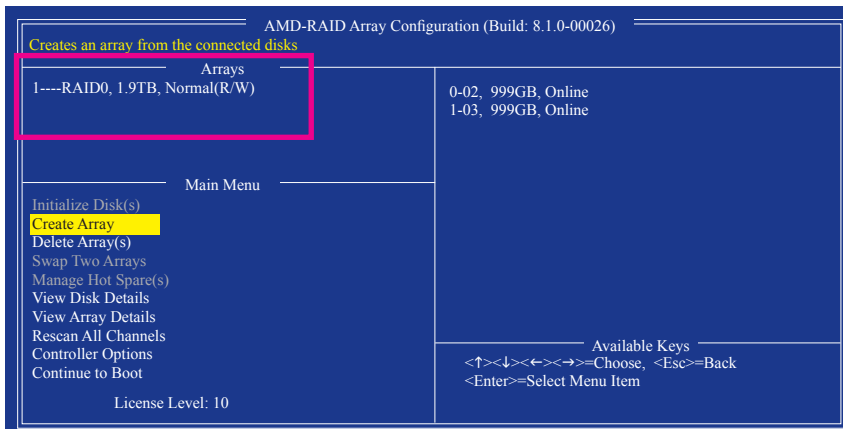 AMD-RAID Array Configuration (Build: 8.1.0-00026)
Creates an array from the connected disks
Arrays
1----RAID0, 1.9TB, Normal(R/W)
0-02, 999GB, Online
1-03, 999GB, Online
Main Menu
Initialize Disk(s)
Create Array
Delete Array(s)
Swap Two Arrays
Manage Hot Spare(s)
View Disk Details
View Array Details
Rescan All Channels
Controller Options
Continue to Boot
License Level: 10
Available Keys
<↑><↓><←><→>=Choose, <Esc>=Back
<Enter>=Select Menu Item